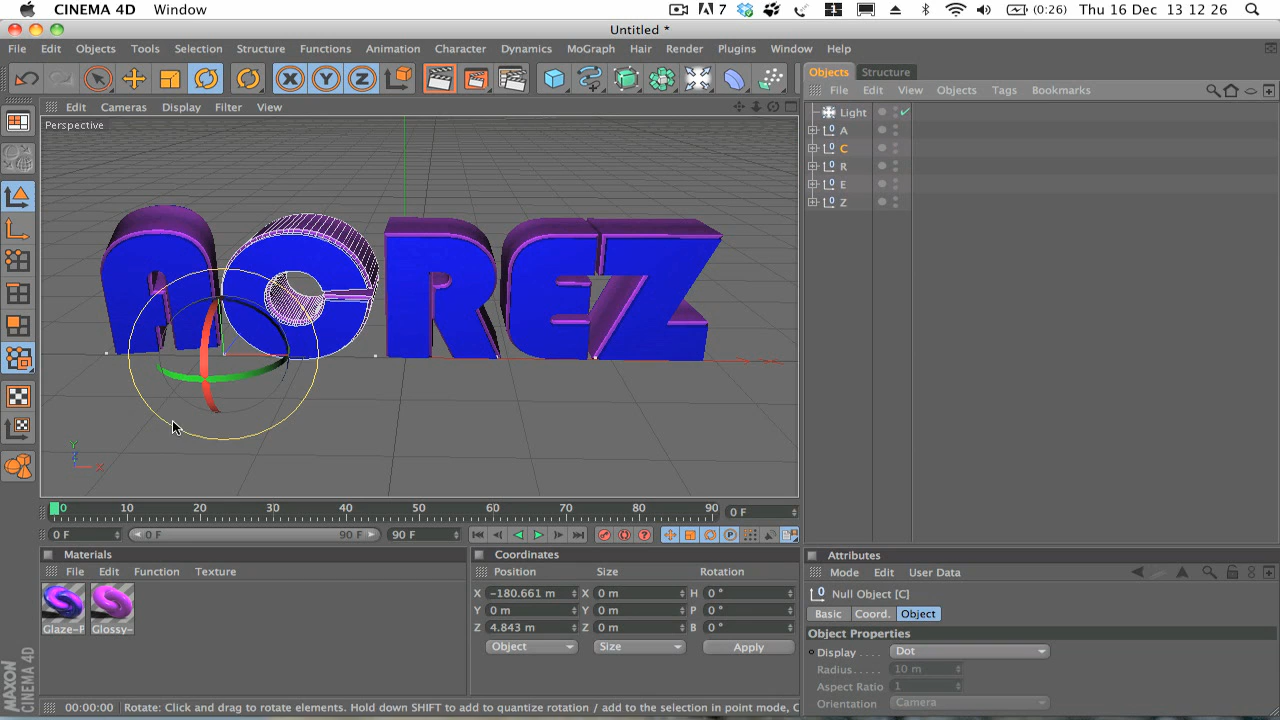 CINEMA 4D Window 7 (0:26) Thu 16 Dec 13 12 26
Untitled *
File Edit Objects Tools Selection Structure Functions Animation Character Dynamics MoGraph Hair Render Plugins Window Help
X Y Z
Objects Structure
File Edit View Objects Tags Bookmarks
Edit Cameras Display Filter View
Perspective
Light
A
C
R
E
Z
ACREZ
Y
Z X
X
0 10 20 30 40 50 60 70 80 90 0 F
0 F 0 F 90 F 90 F
Materials
File Edit Function Texture
Glaze-F Glossy-
Coordinates
Position Size Rotation
X -180.661 m X 0 m H 0 °
Y 0 m Y 0 m P 0 °
Z 4.843 m Z 0 m B 0 °
Object Size Apply
Attributes
Mode Edit User Data
Null Object [C]
Basic Coord. Object
Object Properties
Display . . . . Dot
Radius . . . . . 10 m
Aspect Ratio 1
Orientation Camera
MAXON CINEMA 4D
00:00:00 Rotate: Click and drag to rotate elements. Hold down SHIFT to add to quantize rotation / add to the selection in point mode, C